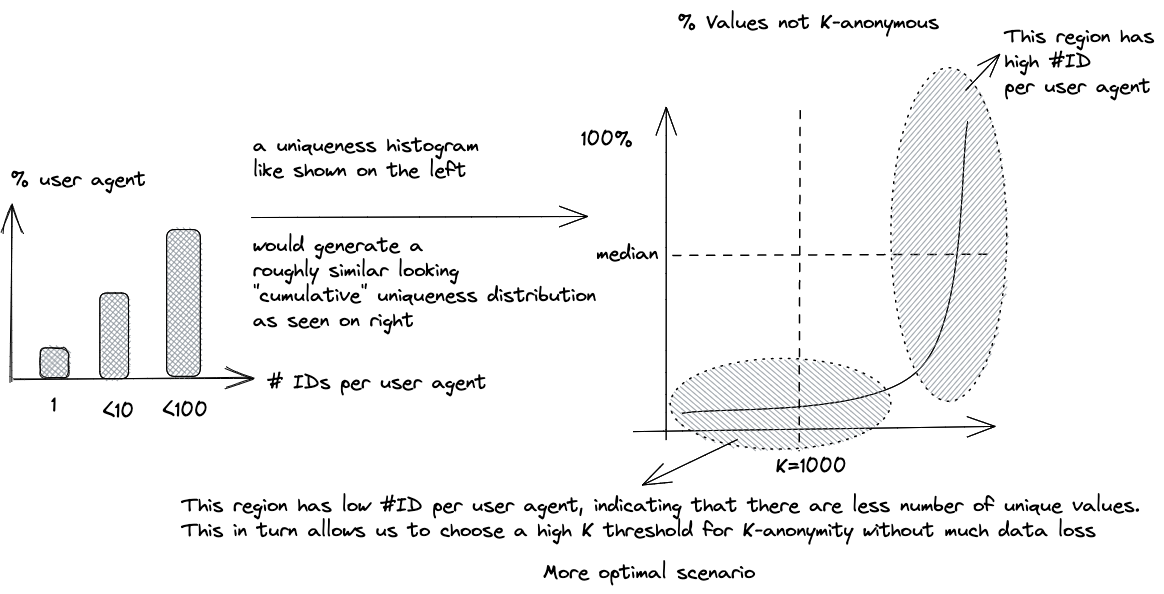 % Values not K-anonymous
This region has
high #ID
per user agent
100%
a uniqueness histogram
like shown on the left
% user agent
would generate a
roughly similar looking
"cumulative" uniqueness distribution
as seen on right
median
# IDs per user agent
1
<10
<100
K=1000
This region has low #ID per user agent, indicating that there are less number of unique values.
This in turn allows us to choose a high K threshold for K-anonymity without much data loss
More optimal scenario